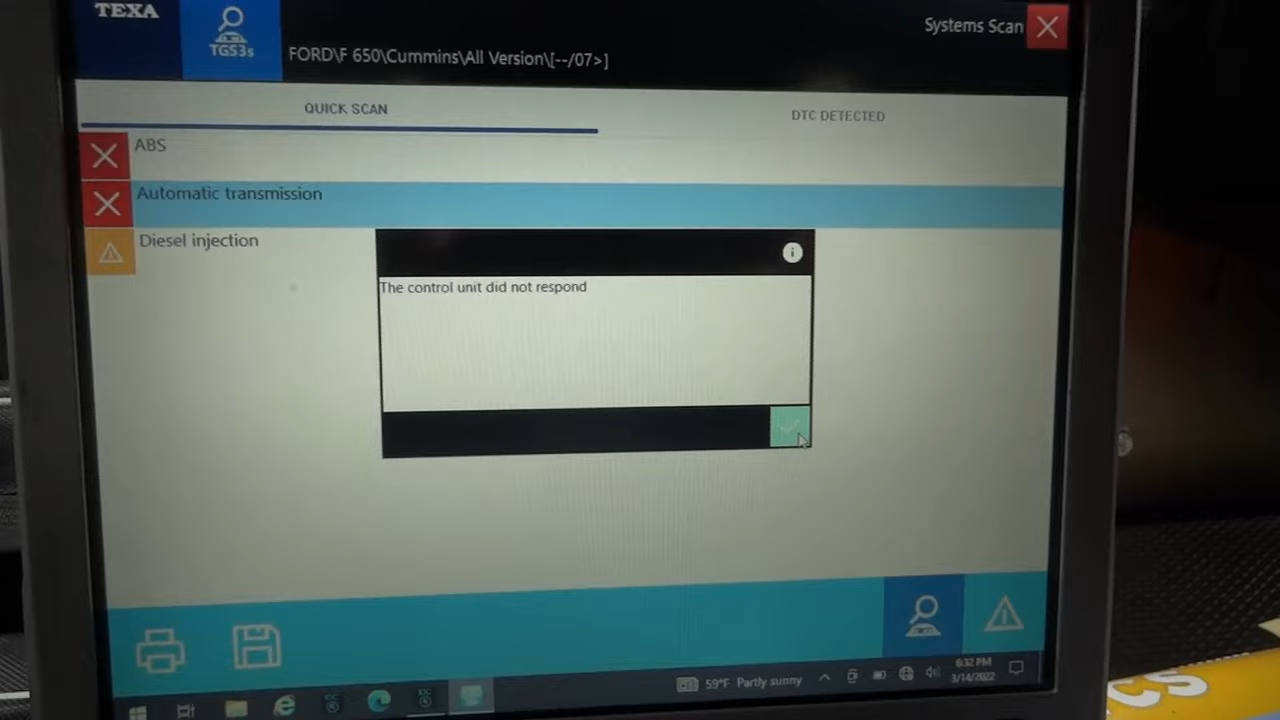 TEXA
TGS3s
FORD\F 650\Cummins\All Version\[--/07>]
Systems Scan
QUICK SCAN
DTC DETECTED
ABS
Automatic transmission
Diesel injection
The control unit did not respond
59°F Partly sunny
6:32 PM
3/14/2022
CS